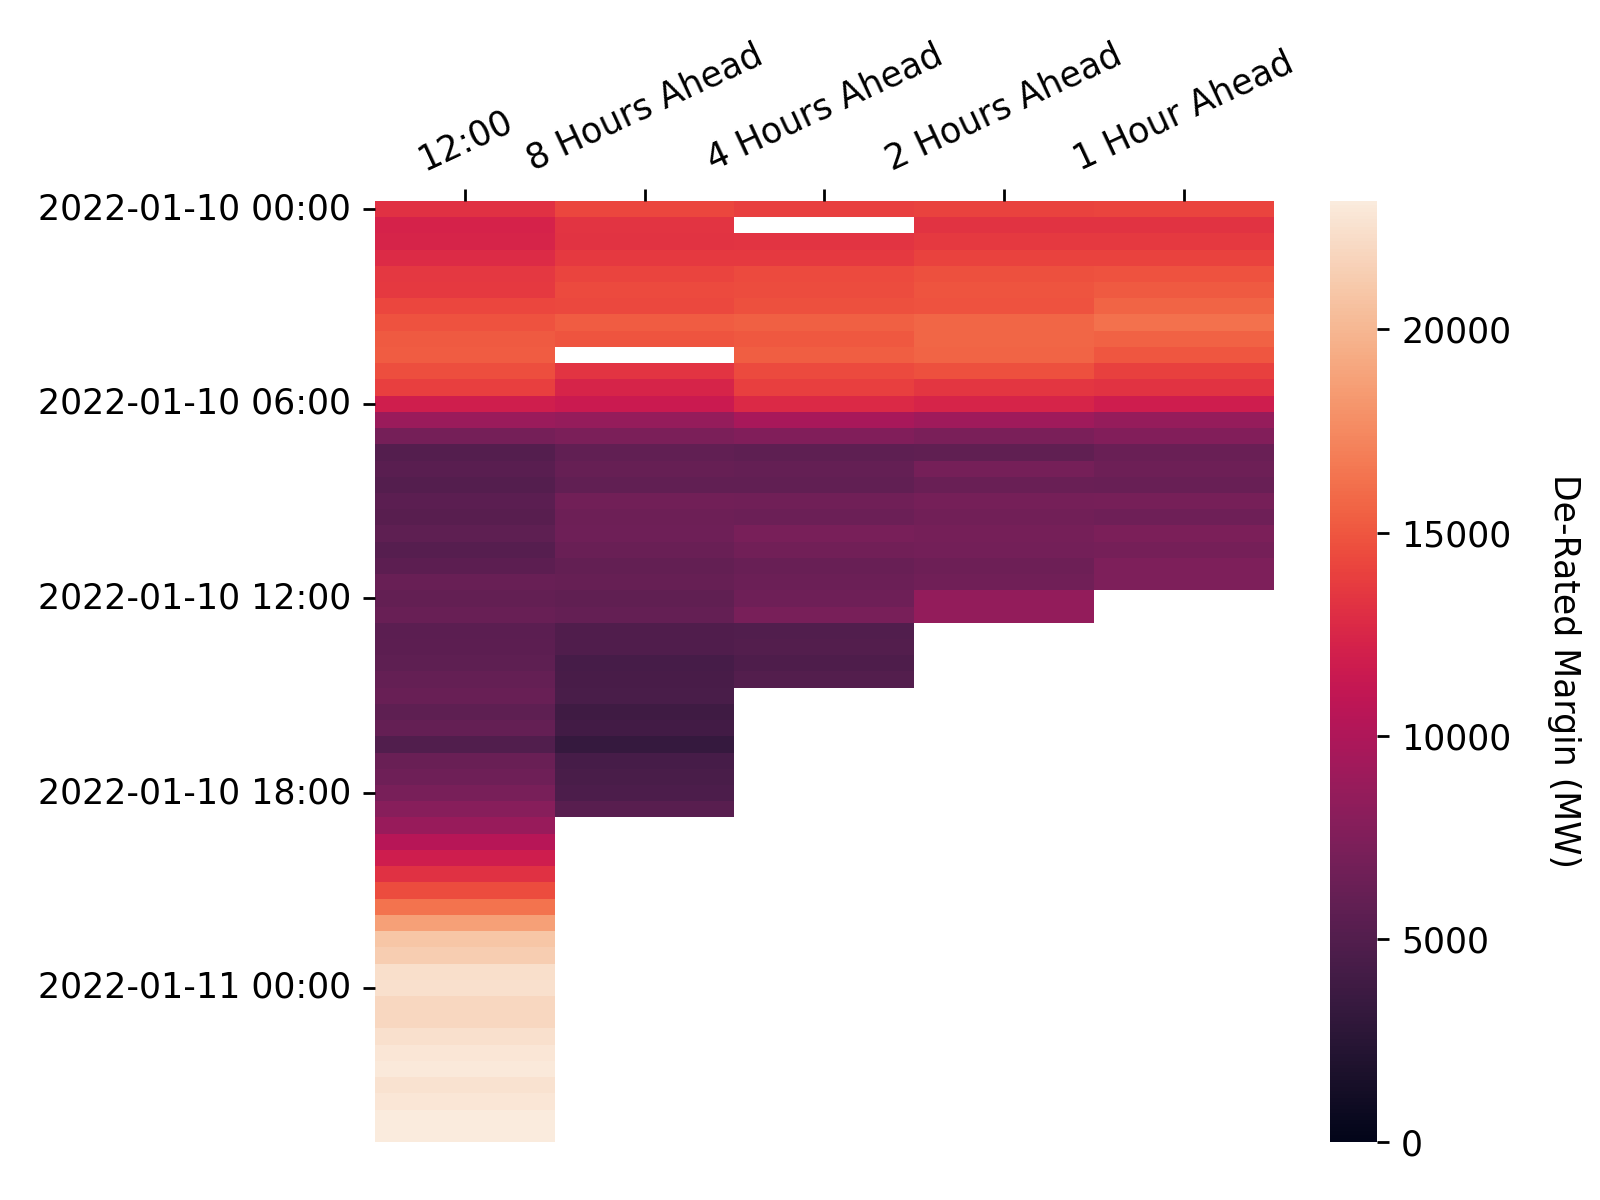 12:00
8 Hours Ahead
4 Hours Ahead
2 Hours Ahead
1 Hour Ahead
2022-01-10 00:00
2022-01-10 06:00
2022-01-10 12:00
2022-01-10 18:00
2022-01-11 00:00
20000
15000
10000
5000
0
De-Rated Margin (MW)